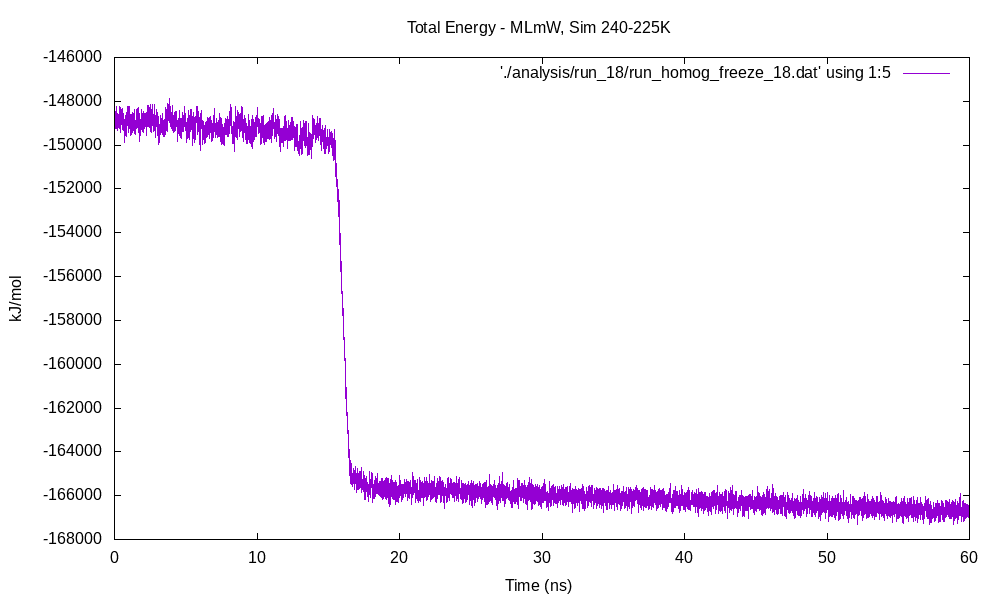 Total Energy - MLmW, Sim 240-225K
'./analysis/run_18/run_homog_freeze_18.dat' using 1:5
-146000
-148000
-150000
-152000
-154000
-156000
-158000
-160000
-162000
-164000
-166000
-168000
kJ/mol
0 10 20 30 40 50 60
Time (ns)